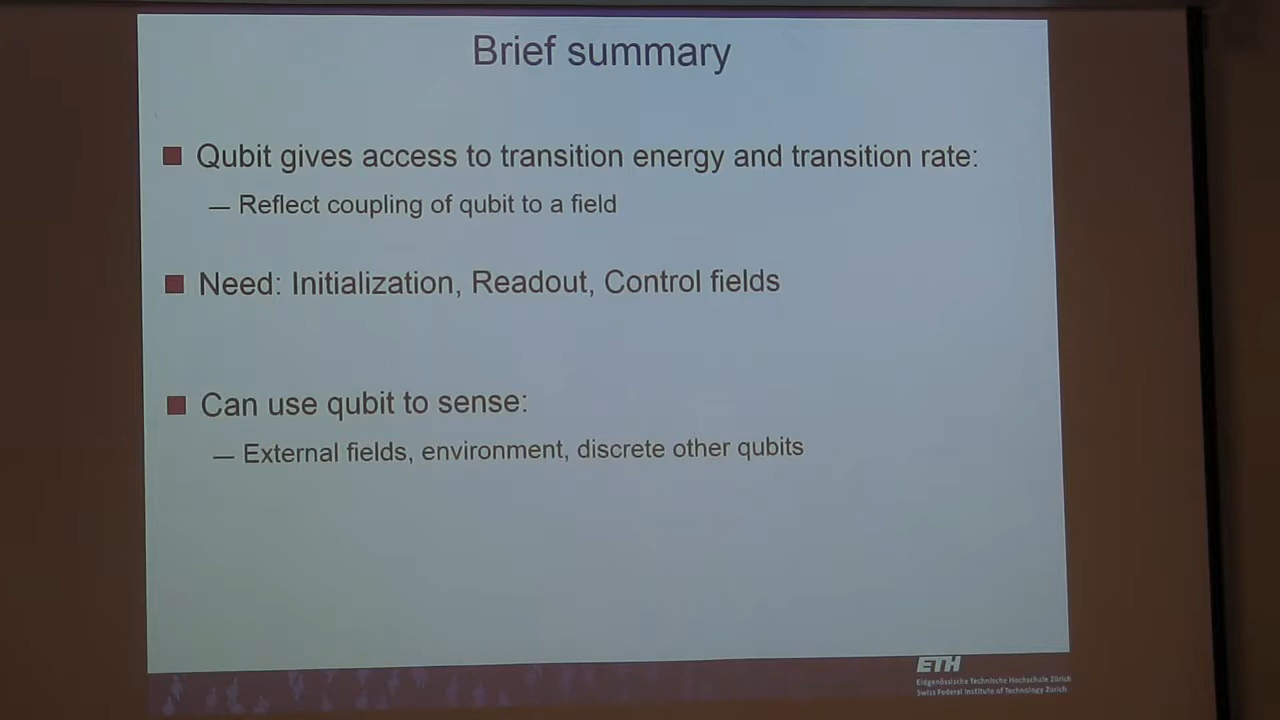 Brief summary
Qubit gives access to transition energy and transition rate:
— Reflect coupling of qubit to a field
Need: Initialization, Readout, Control fields
Can use qubit to sense:
— External fields, environment, discrete other qubits
ETH
Eidgenössische Technische Hochschule Zürich
Swiss Federal Institute of Technology Zurich